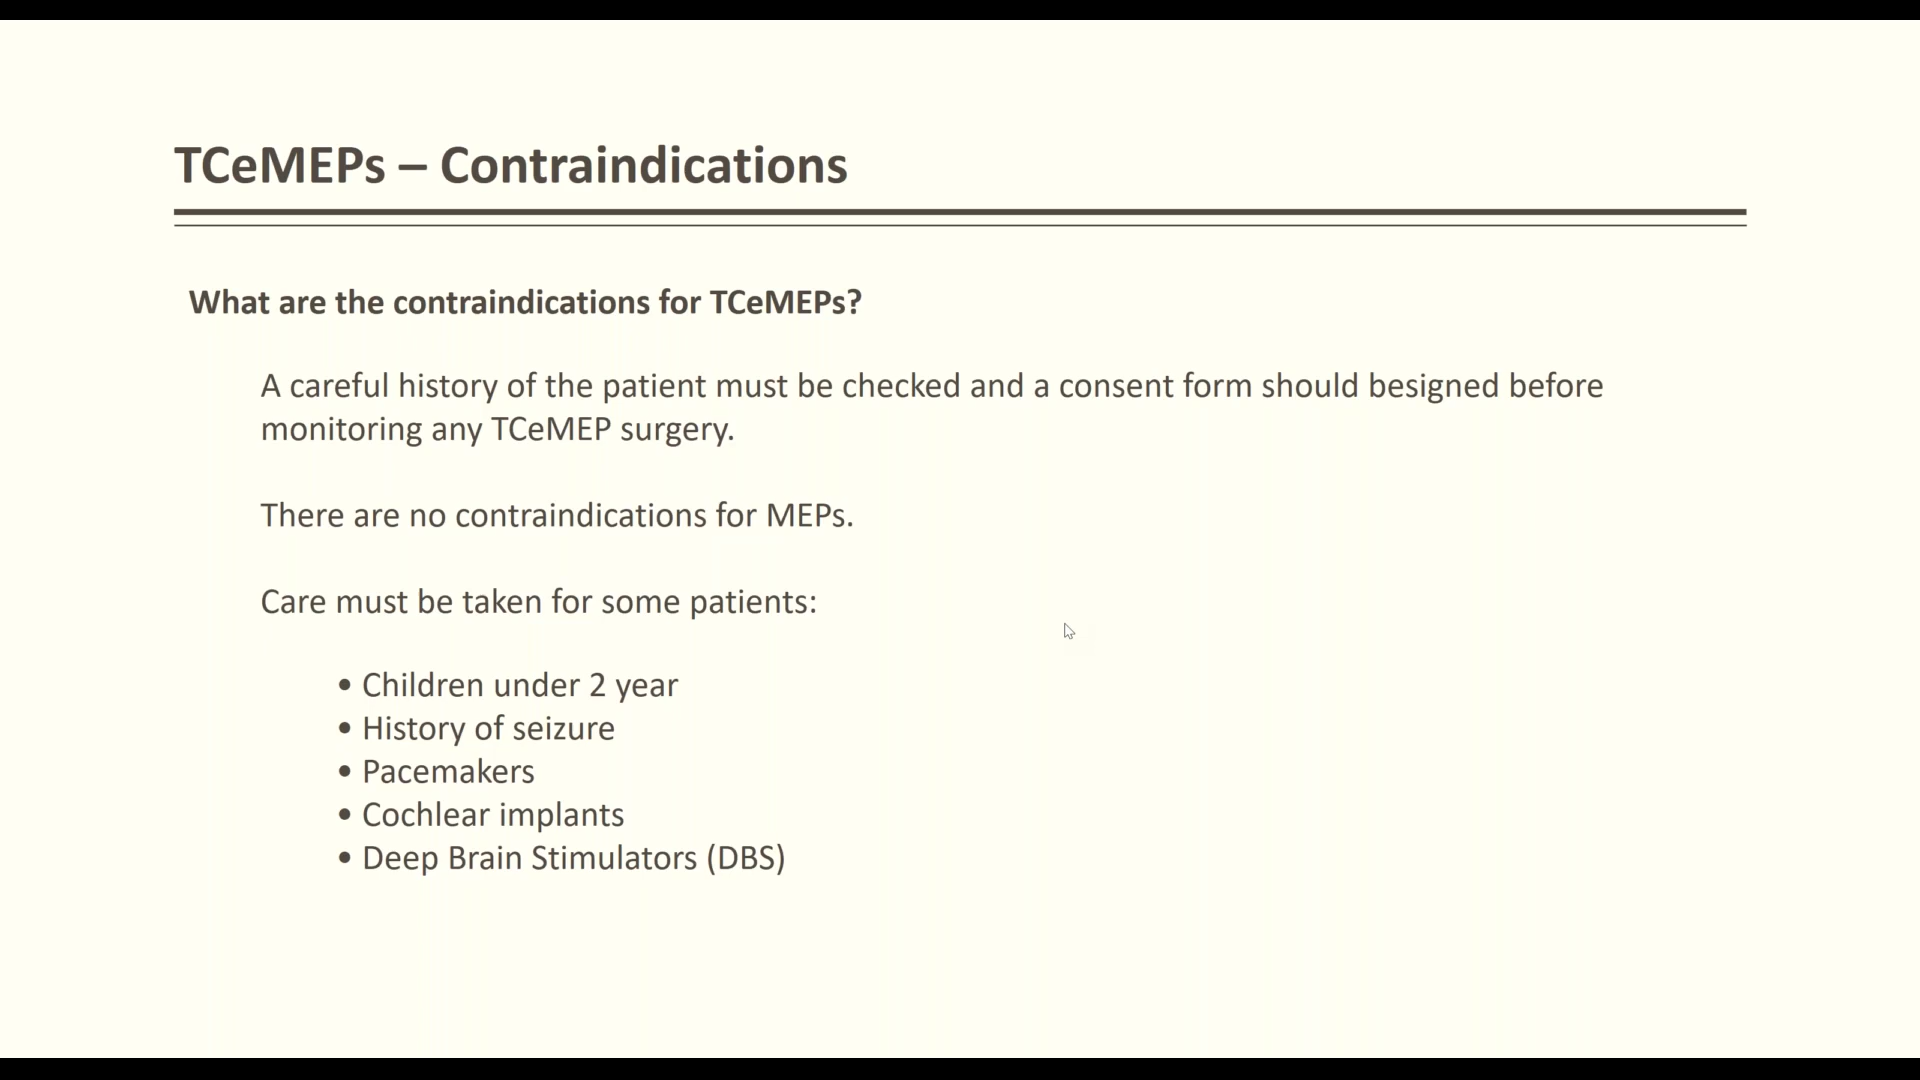 TCeMEPs – Contraindications
What are the contraindications for TCeMEPs?
A careful history of the patient must be checked and a consent form should besigned before
monitoring any TCeMEP surgery.
There are no contraindications for MEPs.
Care must be taken for some patients:
• Children under 2 year
• History of seizure
• Pacemakers
• Cochlear implants
• Deep Brain Stimulators (DBS)